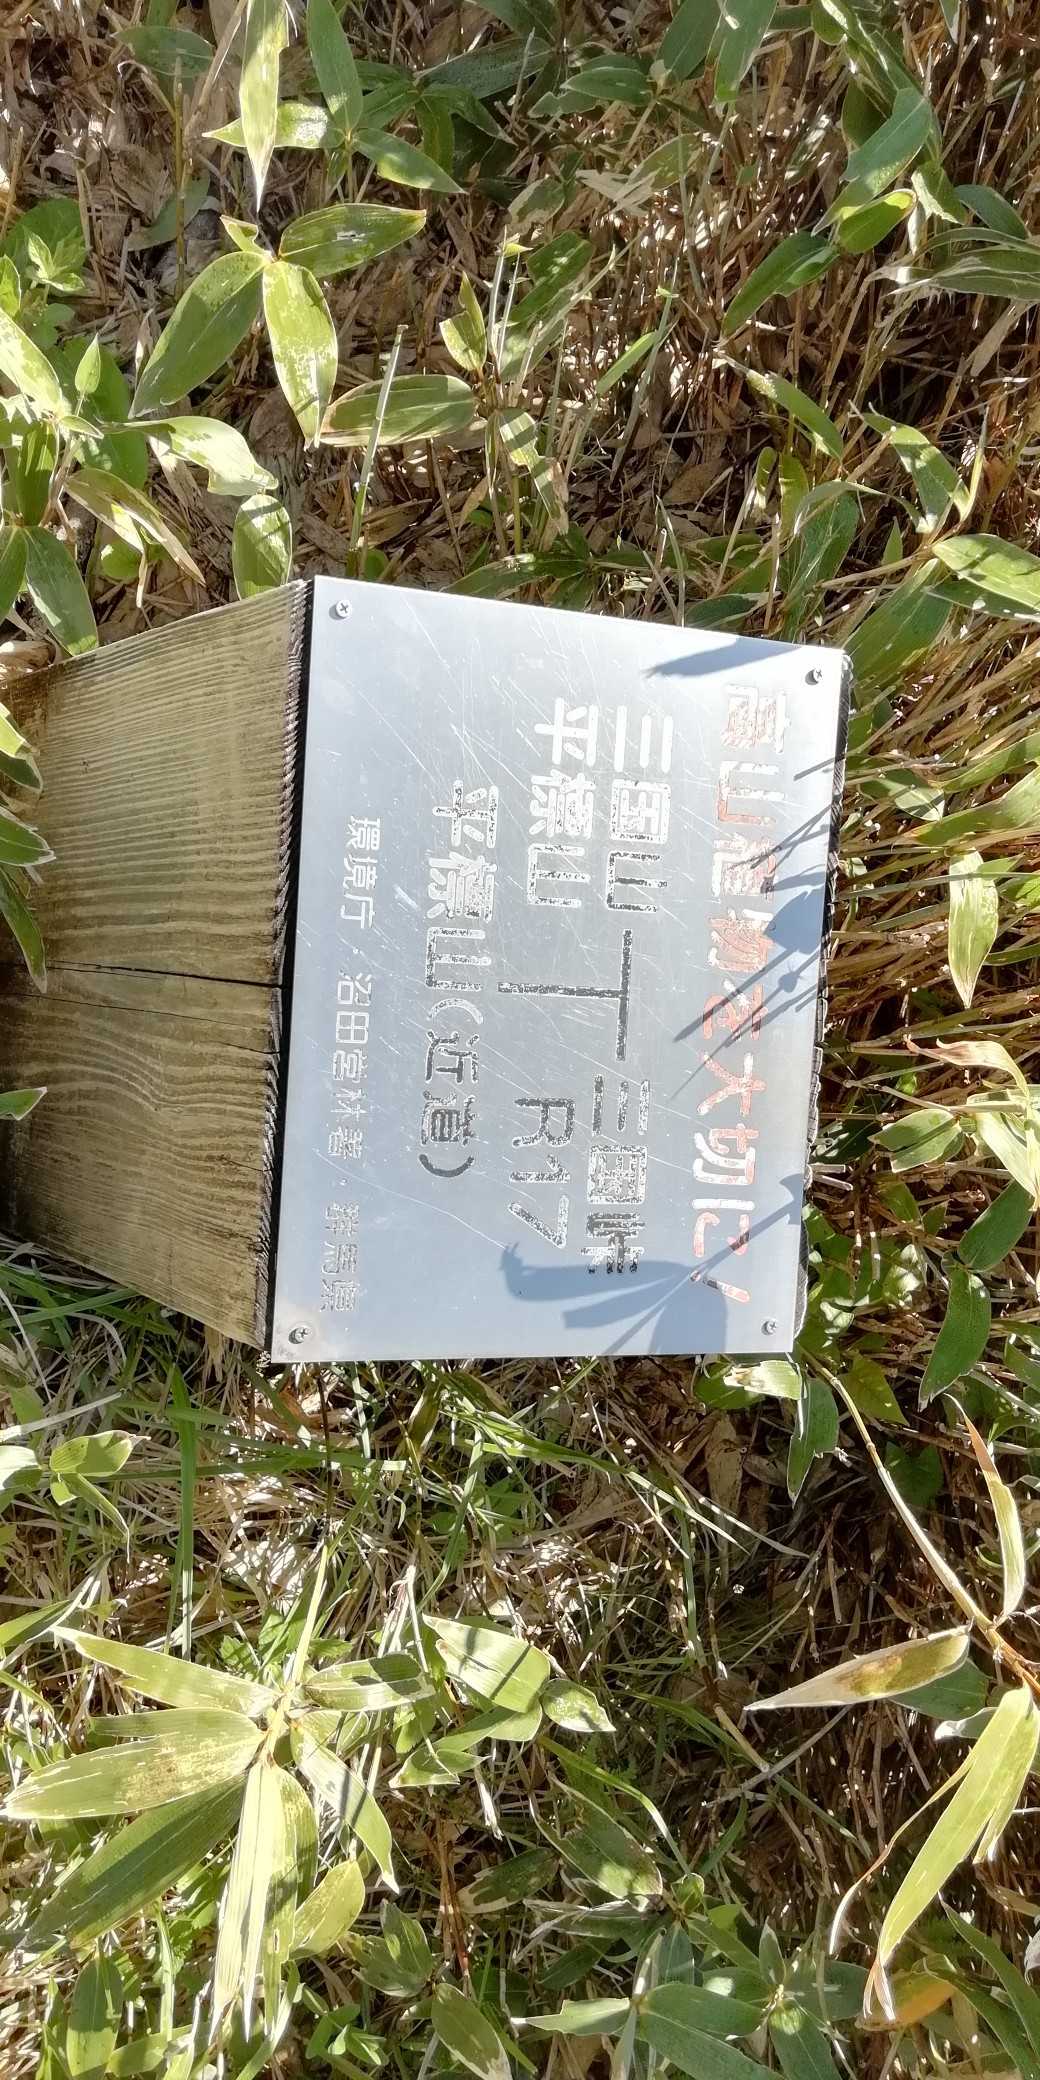 高山植物を大切に!
三国山 三国峠
平標山 R17
平標山(近道)
環境庁・沼田営林署・群馬県